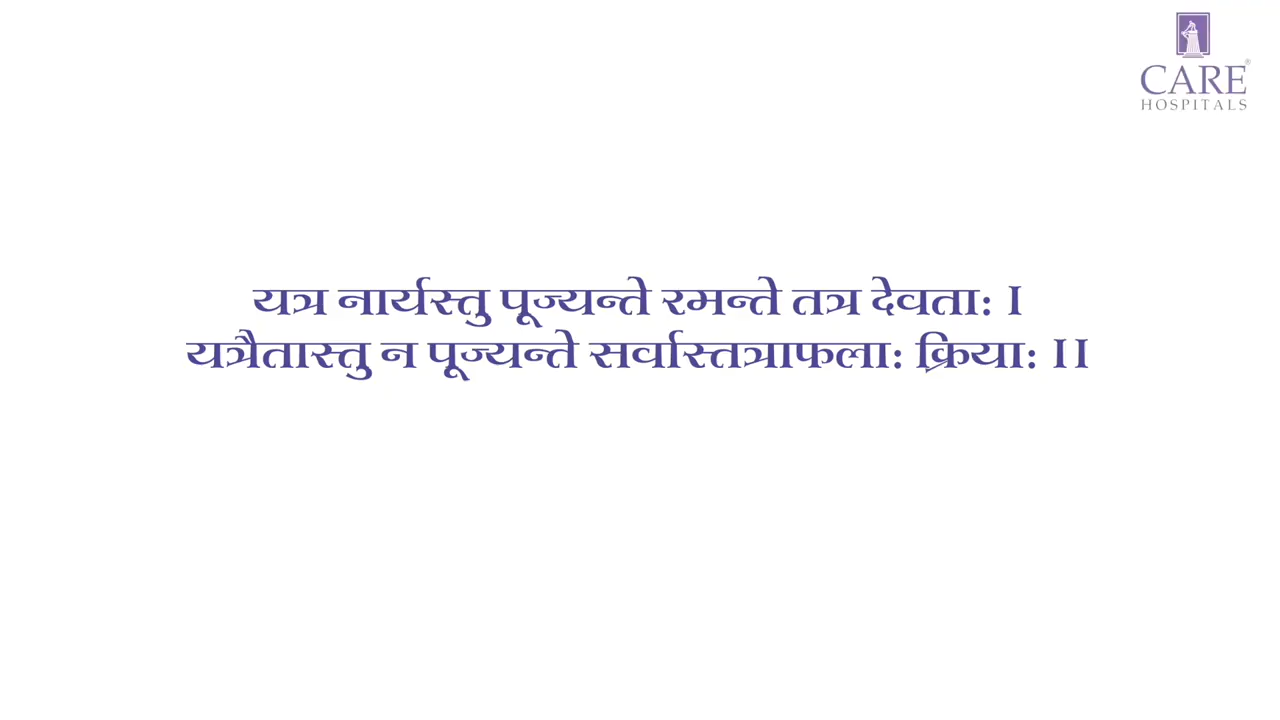 CARE®
HOSPITALS
यत्र नार्यस्तु पूज्यन्ते रमन्ते तत्र देवताः ।
यत्रैतास्तु न पूज्यन्ते सर्वास्तत्राफलाः क्रियाः ।।